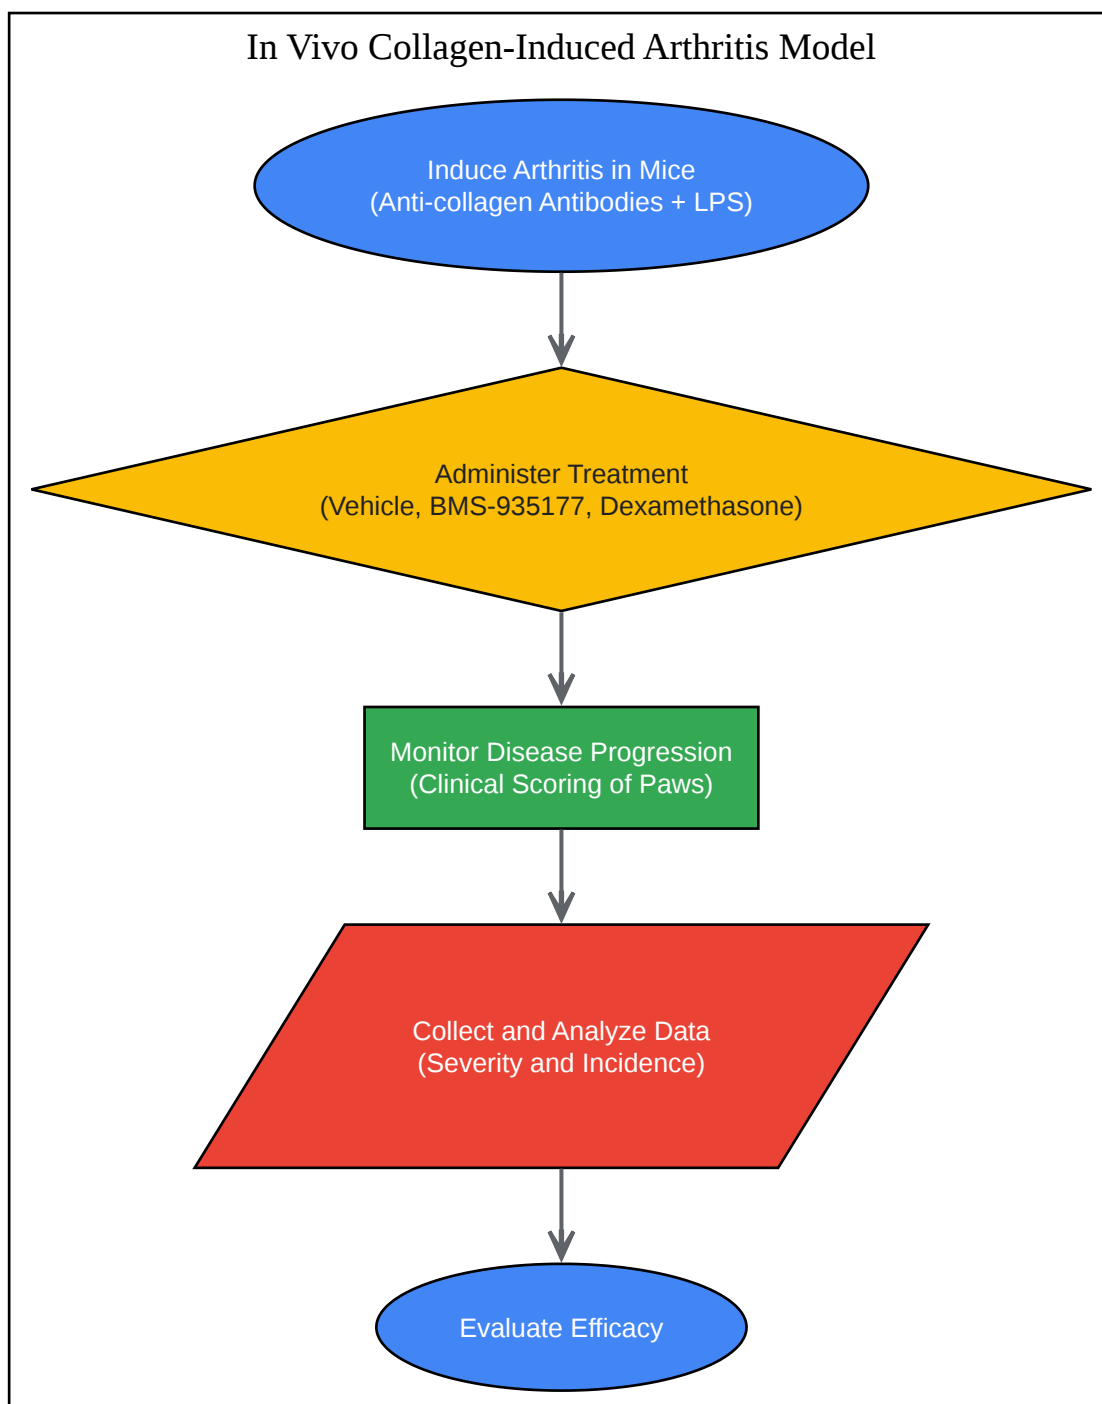 In Vivo Collagen-Induced Arthritis Model
Induce Arthritis in Mice
(Anti-collagen Antibodies + LPS)
Administer Treatment
(Vehicle, BMS-935177, Dexamethasone)
Monitor Disease Progression
(Clinical Scoring of Paws)
Collect and Analyze Data
(Severity and Incidence)
Evaluate Efficacy